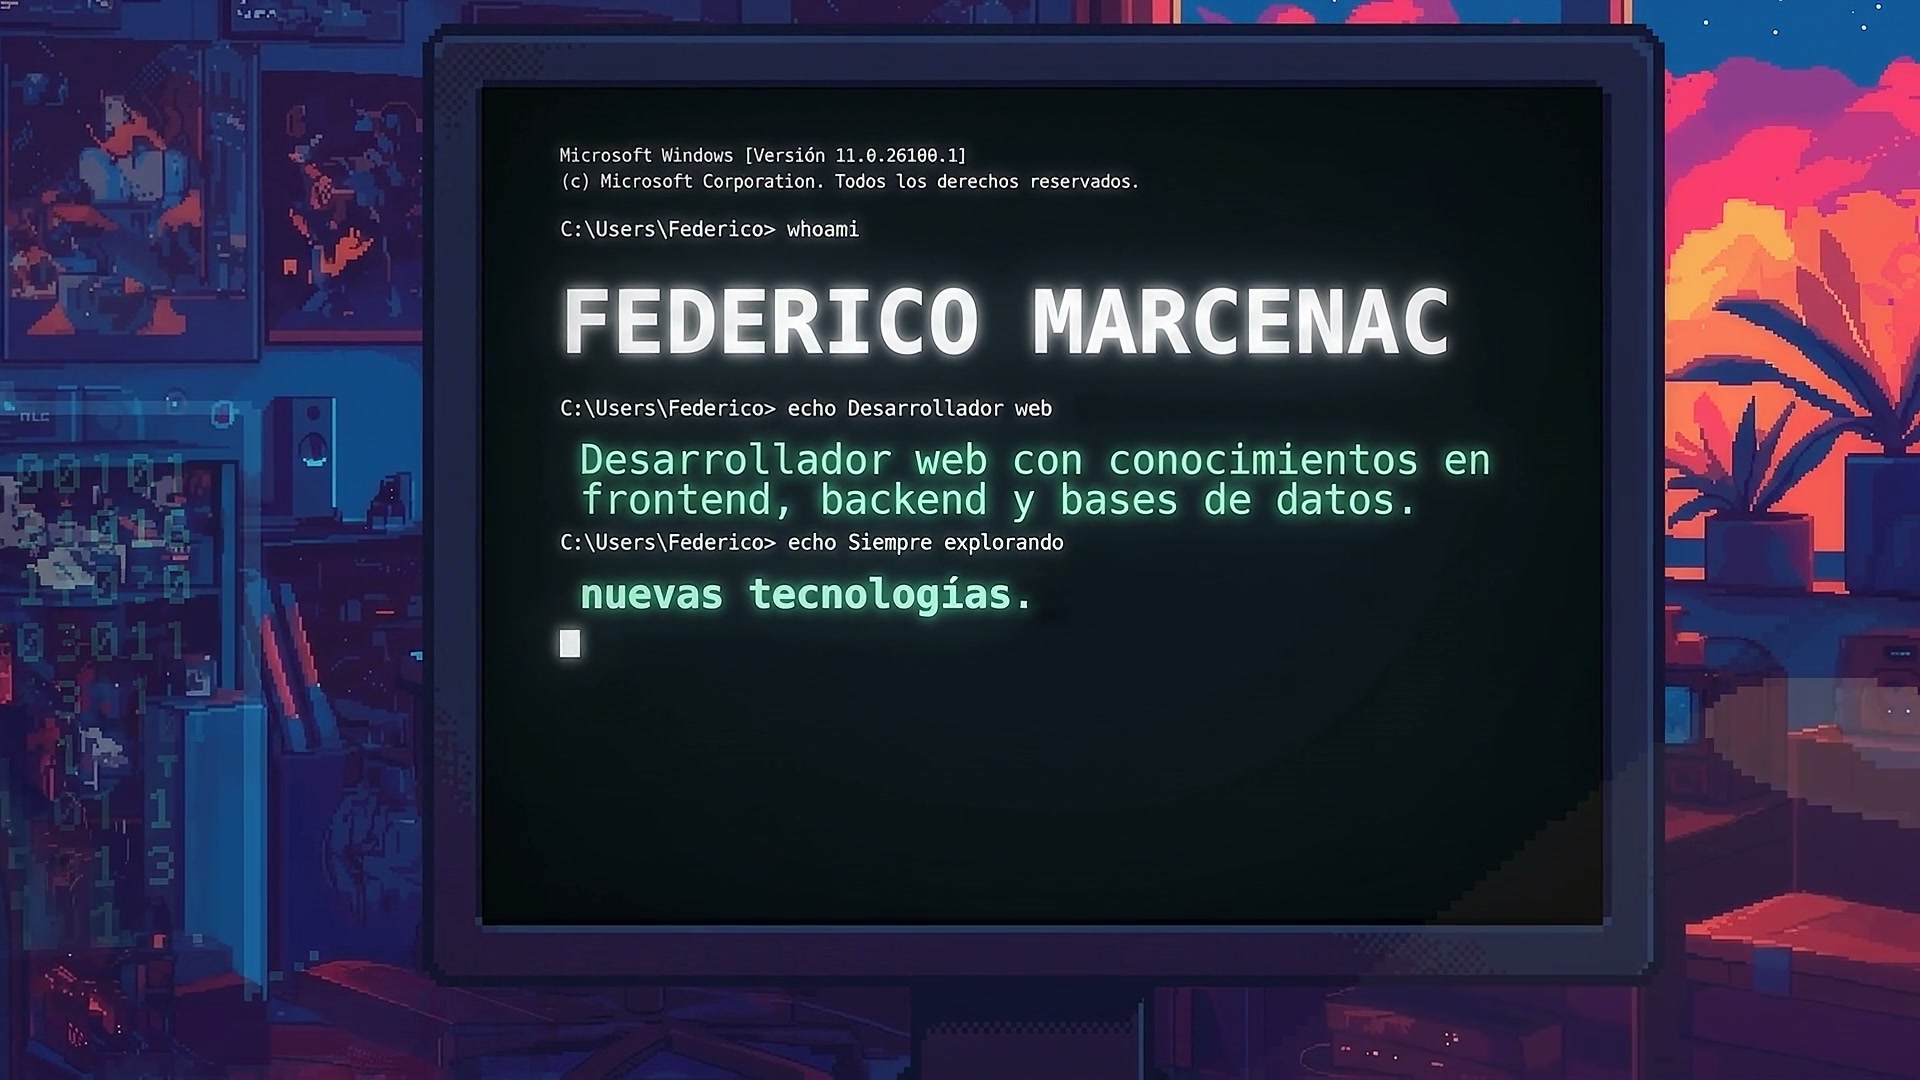 Microsoft Windows [Versión 11.0.26100.1]
(c) Microsoft Corporation. Todos los derechos reservados.
C:\Users\Federico> whoami
FEDERICO MARCENAC
C:\Users\Federico> echo Desarrollador web
Desarrollador web con conocimientos en
frontend, backend y bases de datos.
C:\Users\Federico> echo Siempre explorando
nuevas tecnologías.